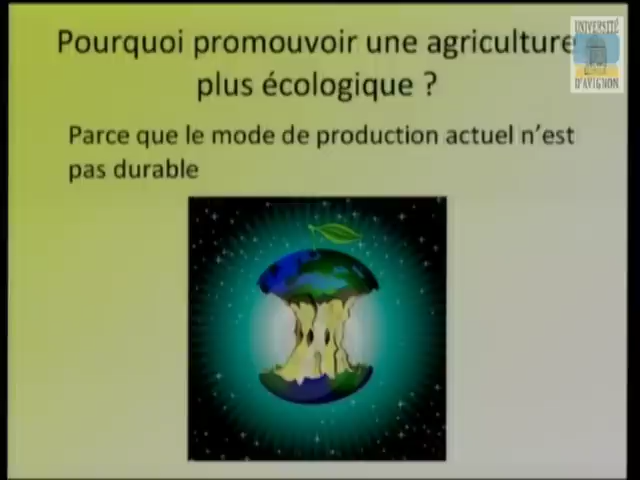 Pourquoi promouvoir une agriculture
plus écologique ?
Parce que le mode de production actuel n'est
pas durable
UNIVERSITÉ
D'AVIGNON